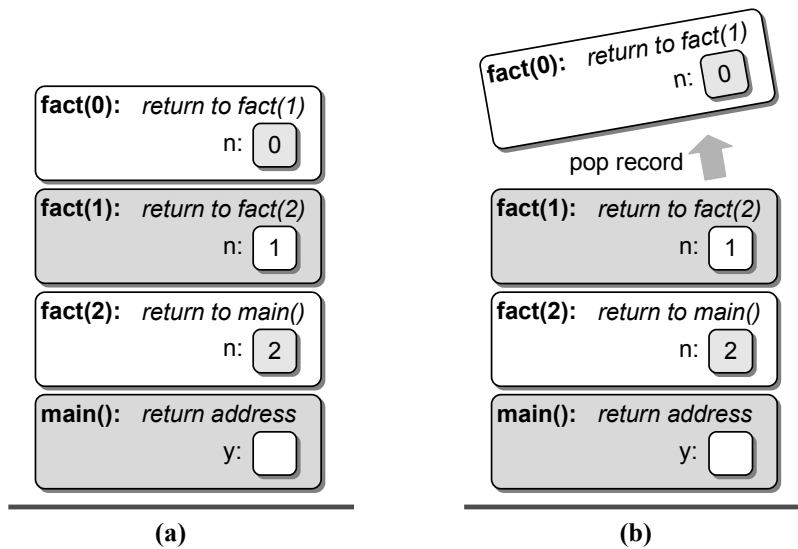 fact(0): return to fact(1)
n: 0
fact(1): return to fact(2)
n: 1
fact(2): return to main()
n: 2
main(): return address
y:
(a)
fact(0): return to fact(1)
n: 0
pop record
fact(1): return to fact(2)
n: 1
fact(2): return to main()
n: 2
main(): return address
y:
(b)